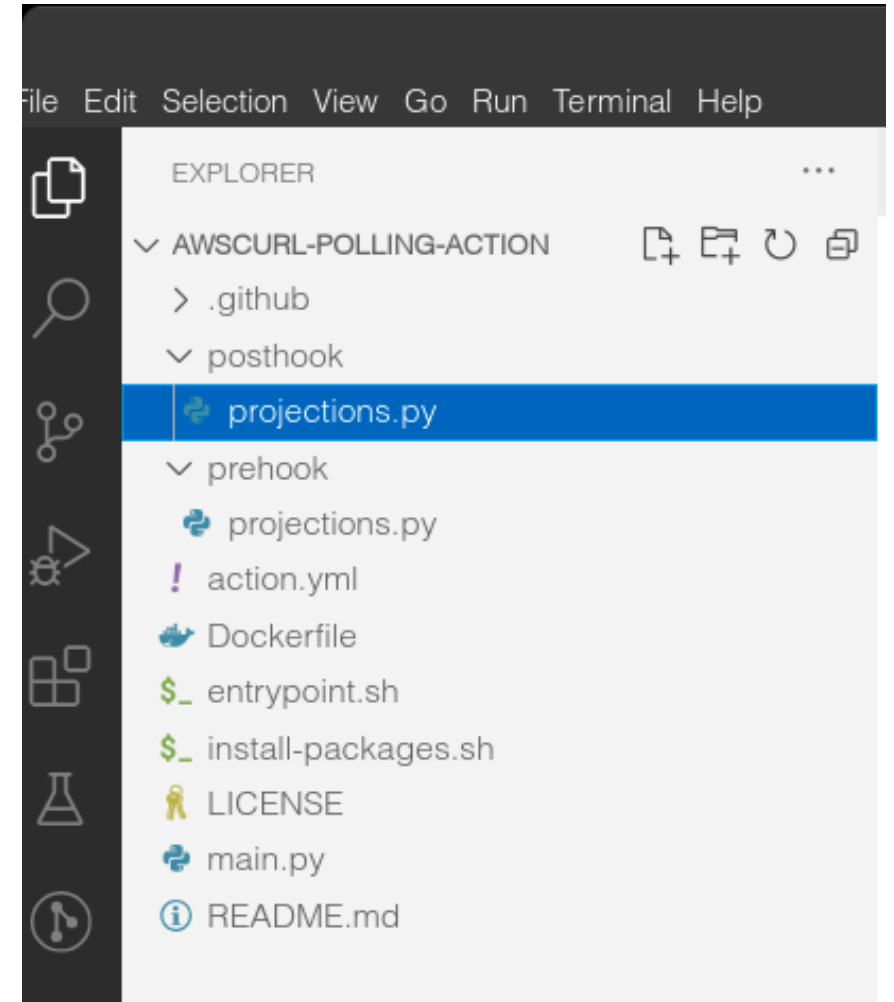 File Edit Selection View Go Run Terminal Help
EXPLORER
AWSCURL-POLLING-ACTION
.github
posthook
projections.py
prehook
projections.py
action.yml
Dockerfile
entrypoint.sh
install-packages.sh
LICENSE
main.py
README.md